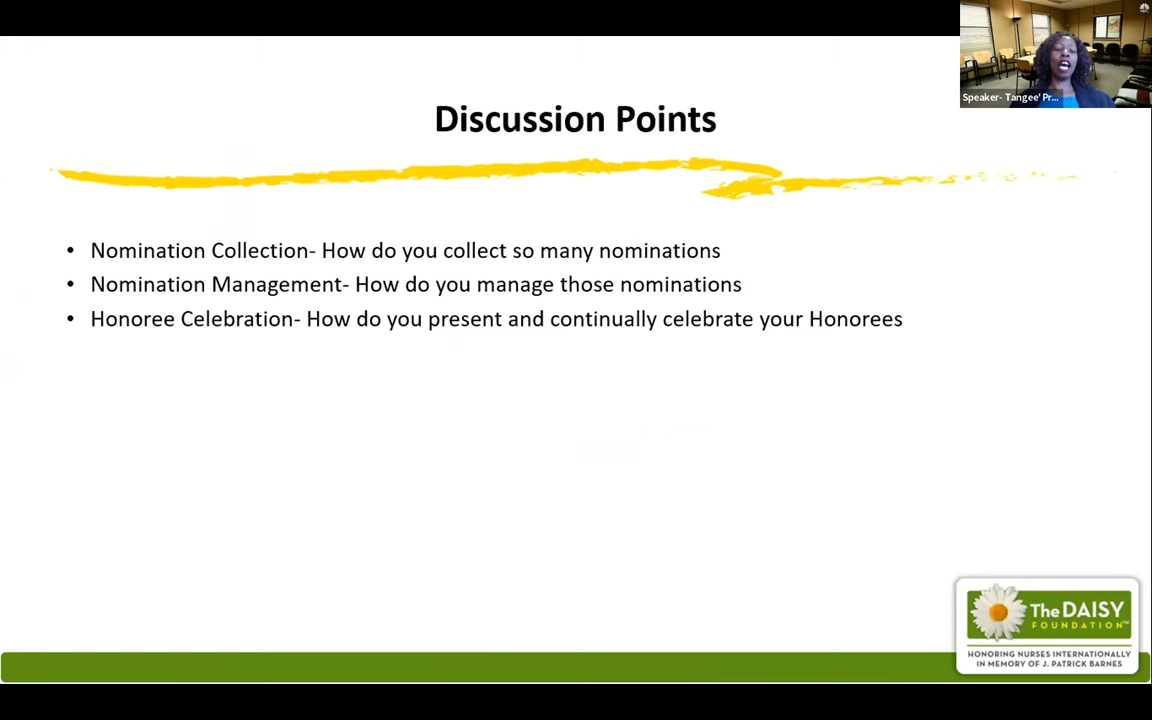 Speaker- Tangee' Pr...
Discussion Points
• Nomination Collection- How do you collect so many nominations
• Nomination Management- How do you manage those nominations
• Honoree Celebration- How do you present and continually celebrate your Honorees
The DAISY
FOUNDATION™
HONORING NURSES INTERNATIONALLY
IN MEMORY OF J. PATRICK BARNES